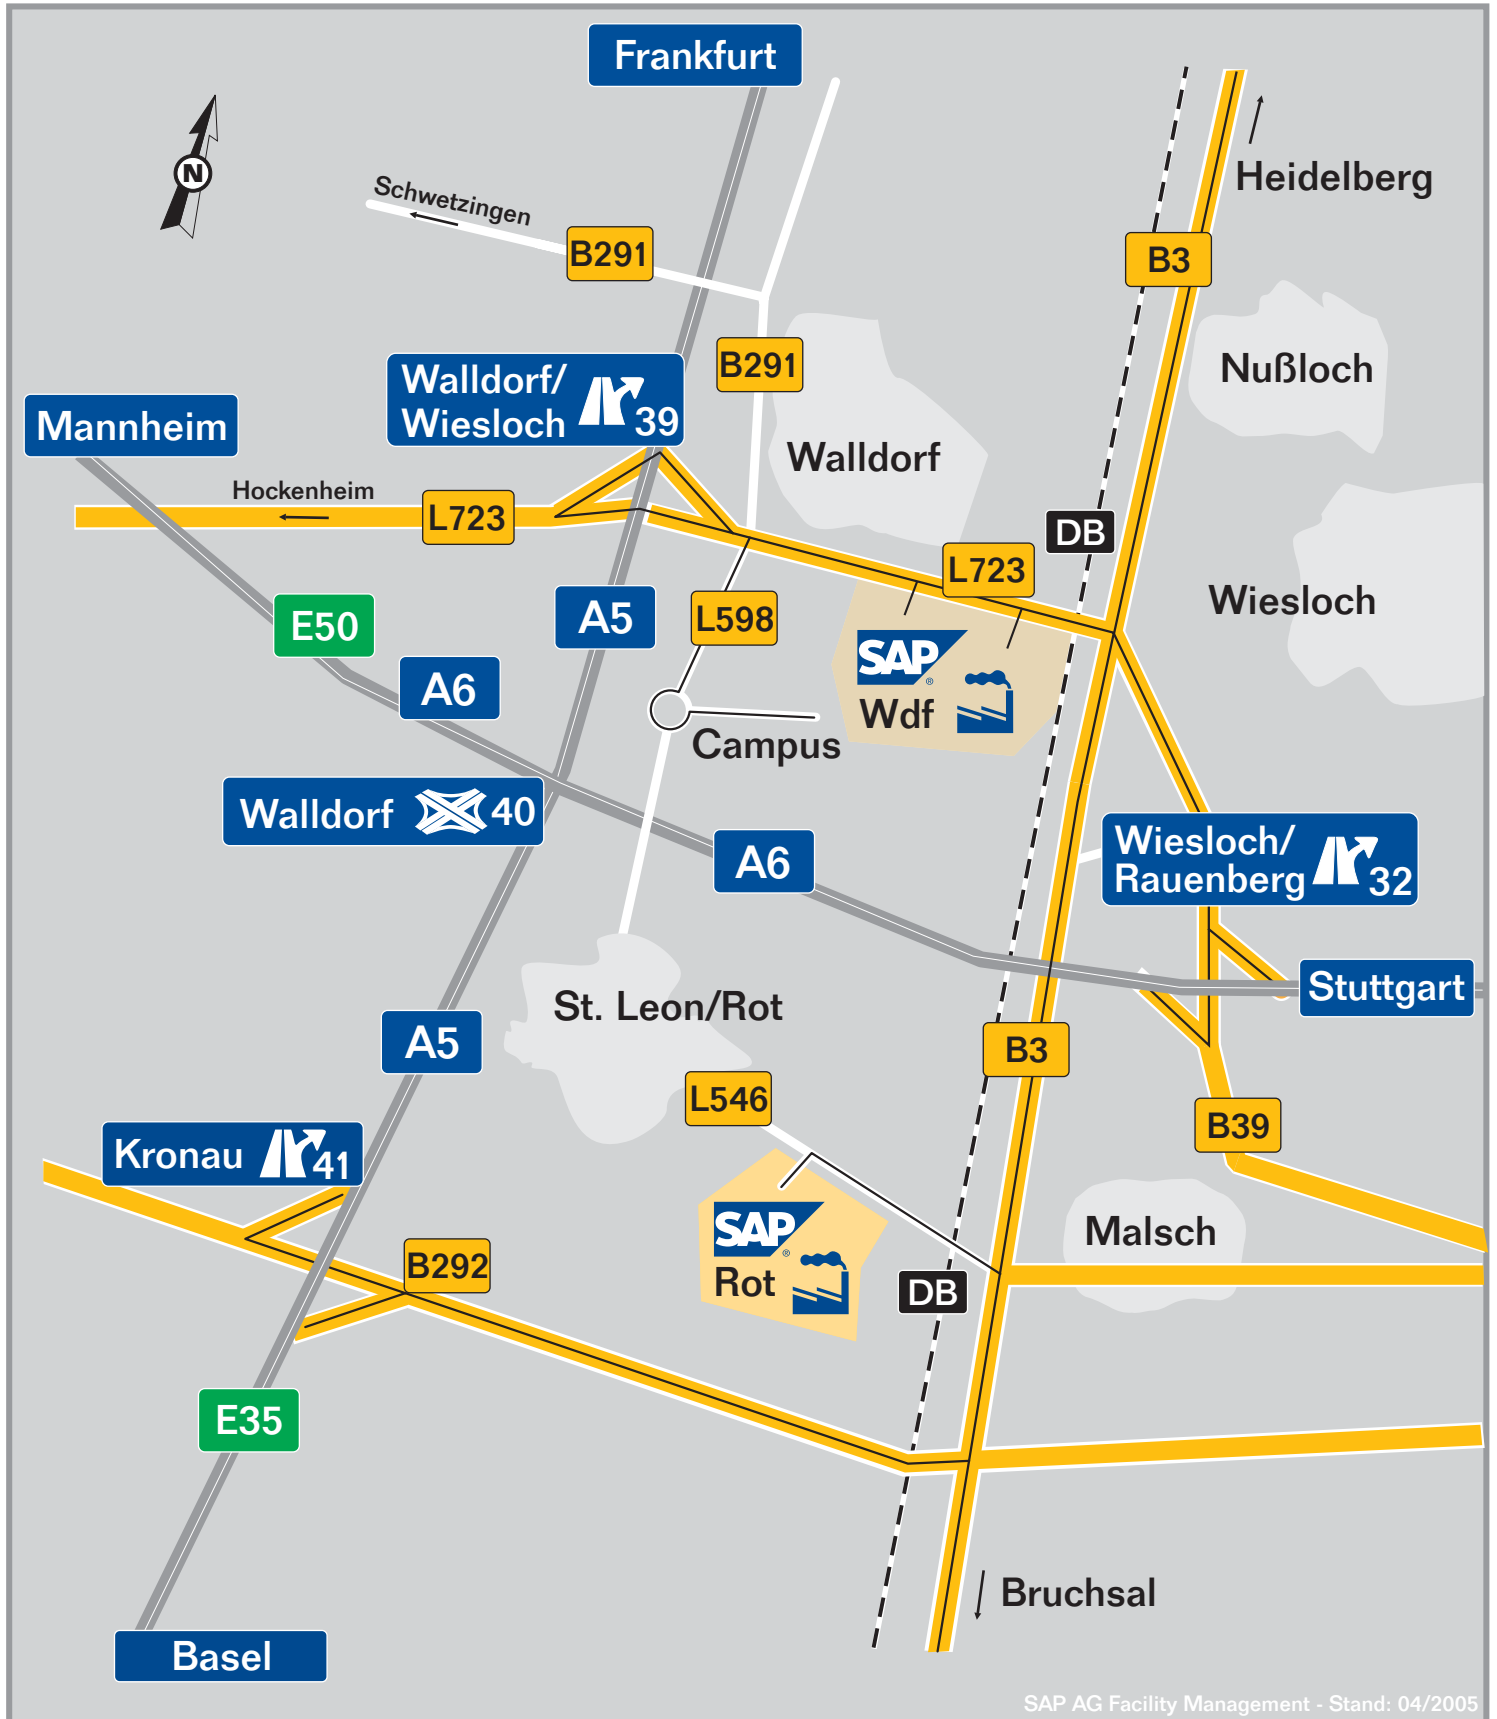 Frankfurt
N
Schwetzingen
Heidelberg
B291
B3
B291
Nußloch
Walldorf/
Wiesloch 39
Mannheim
Walldorf
Hockenheim
L723
DB
L723
E50
A5
L598
Wiesloch
SAP®
Wdf
A6
Campus
Walldorf 40
A6
Wiesloch/
Rauenberg 32
Stuttgart
St. Leon/Rot
A5
B3
L546
B39
Kronau 41
SAP®
Rot
Malsch
B292
DB
E35
Bruchsal
Basel
SAP AG Facility Management - Stand: 04/2005